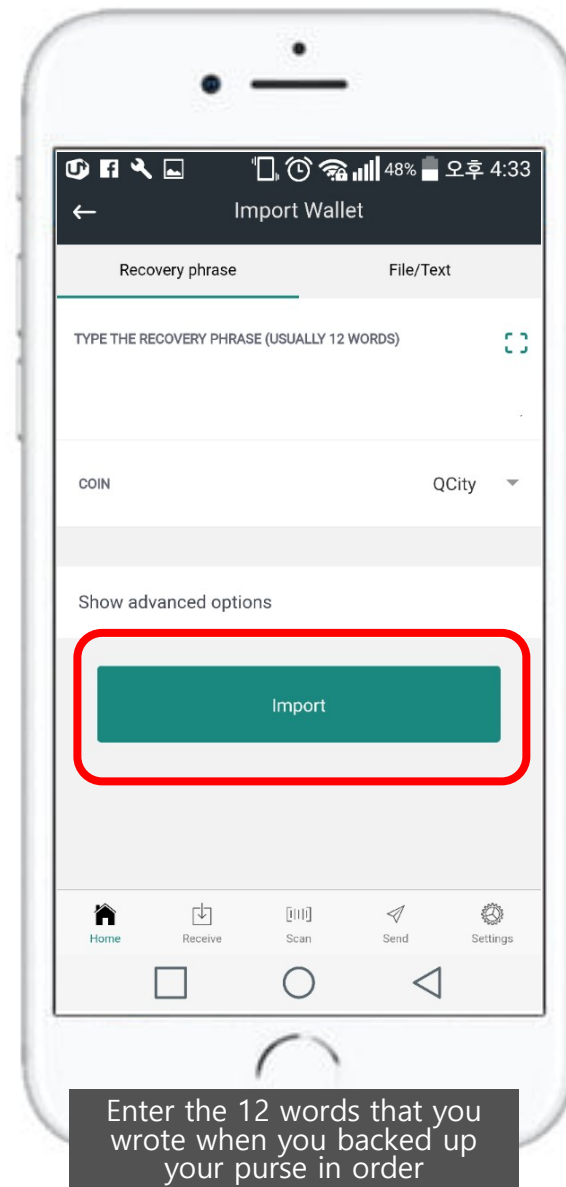 48% 오후 4:33
Import Wallet
Recovery phrase File/Text
TYPE THE RECOVERY PHRASE (USUALLY 12 WORDS)
COIN QCity
Show advanced options
Import
Home Receive Scan Send Settings
Enter the 12 words that you
wrote when you backed up
your purse in order